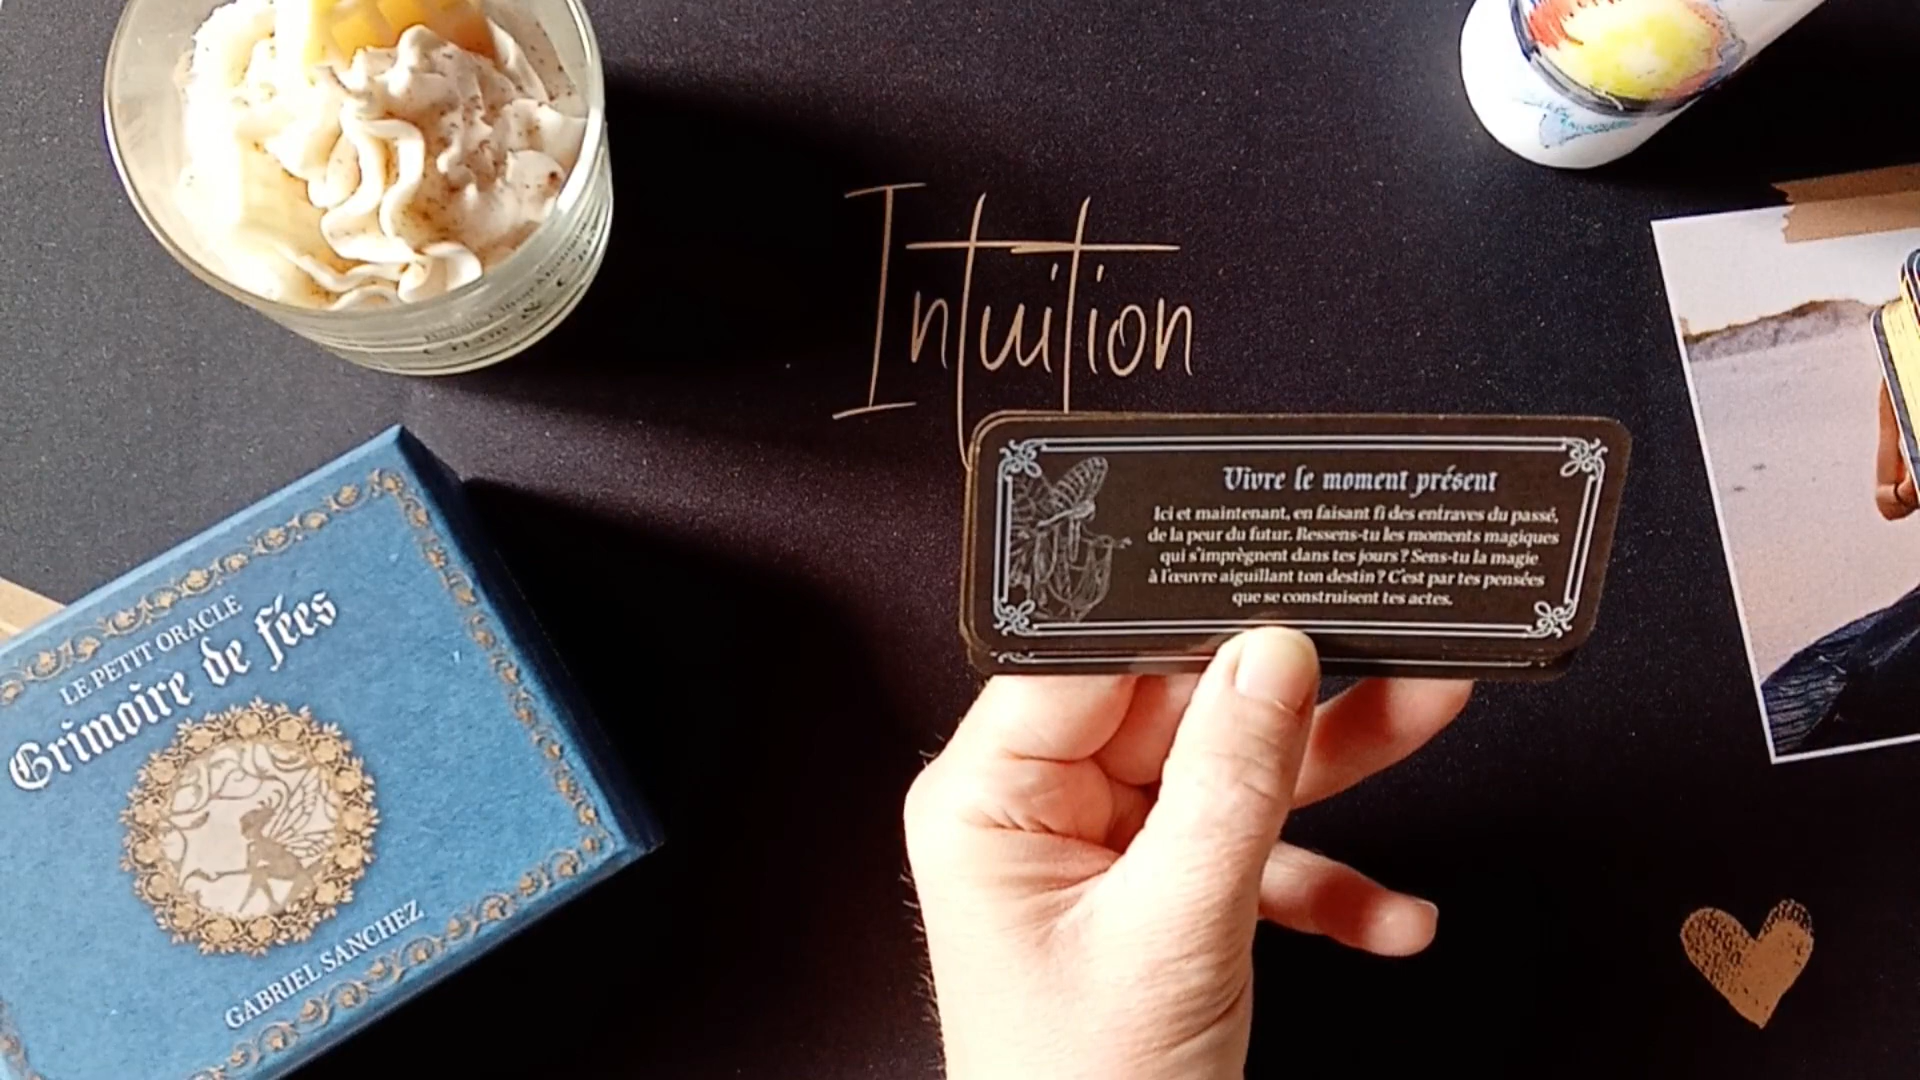 Intuition
Vivre le moment présent
Ici et maintenant, en faisant fi des entraves du passé,
de la peur du futur. Ressens-tu les moments magiques
qui s'imprègnent dans tes jours ? Sens-tu la magie
à l'œuvre aiguillant ton destin ? C'est par tes pensées
que se construisent tes actes.
LE PETIT ORACLE
Grimoire de fées
GABRIEL SANCHEZ